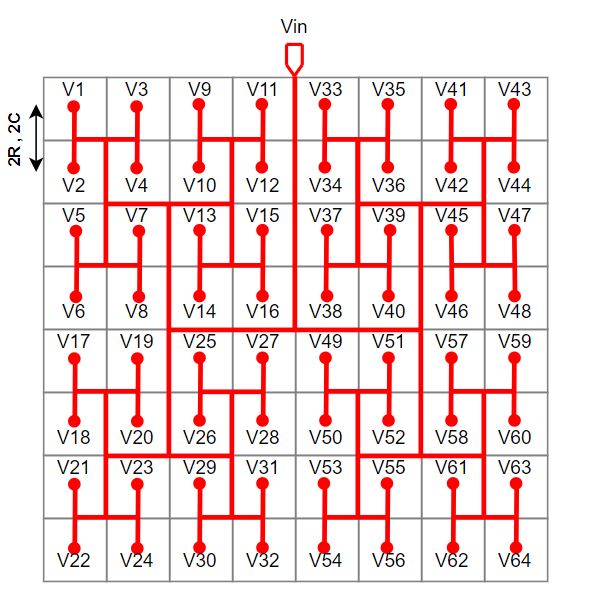 Vin
V1 V3 V9 V11 V33 V35 V41 V43
2R , 2C
V2 V4 V10 V12 V34 V36 V42 V44
V5 V7 V13 V15 V37 V39 V45 V47
V6 V8 V14 V16 V38 V40 V46 V48
V17 V19 V25 V27 V49 V51 V57 V59
V18 V20 V26 V28 V50 V52 V58 V60
V21 V23 V29 V31 V53 V55 V61 V63
V22 V24 V30 V32 V54 V56 V62 V64